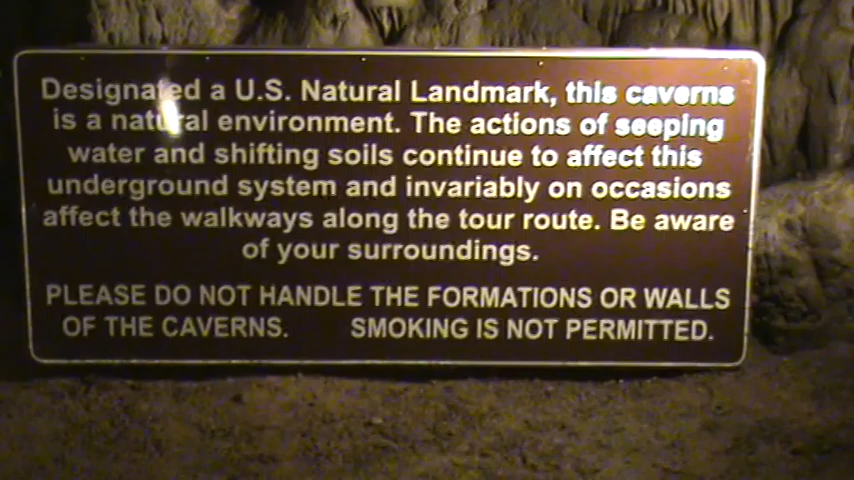 Designated a U.S. Natural Landmark, this caverns
is a natural environment. The actions of seeping
water and shifting soils continue to affect this
underground system and invariably on occasions
affect the walkways along the tour route. Be aware
of your surroundings.
PLEASE DO NOT HANDLE THE FORMATIONS OR WALLS
OF THE CAVERNS. SMOKING IS NOT PERMITTED.